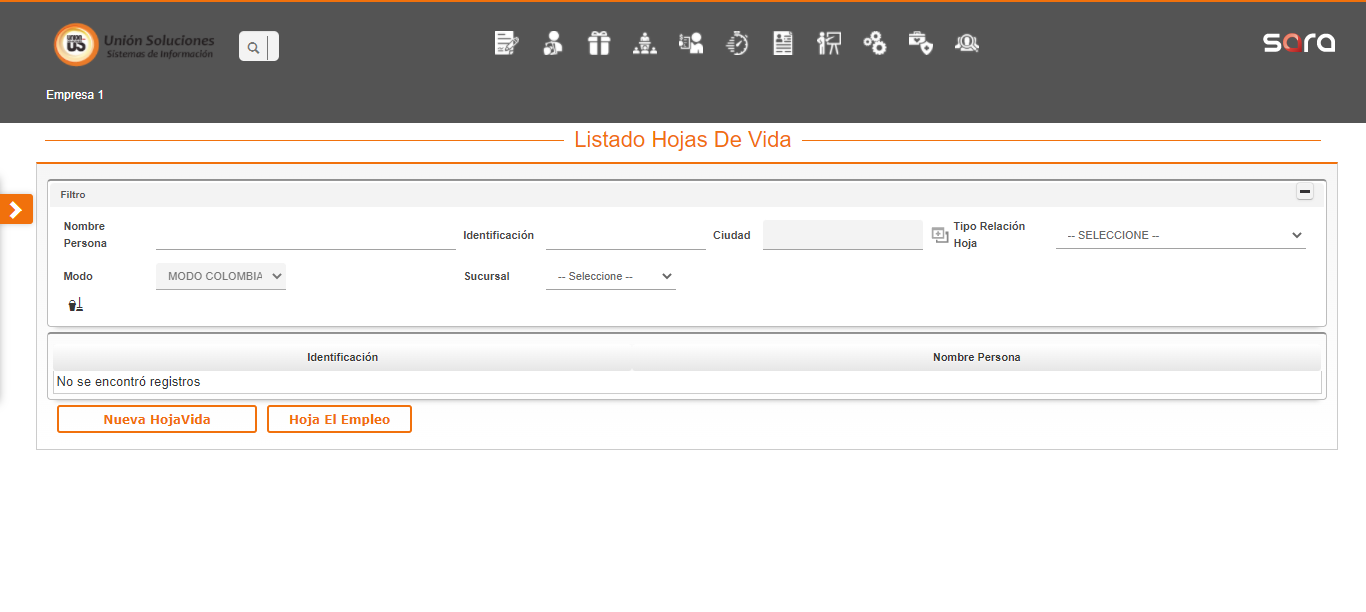 UNION
US
Unión Soluciones
Sistemas de Información
sara
Empresa 1
Listado Hojas De Vida
Filtro
Nombre Persona
Identificación
Ciudad
Tipo Relación Hoja
-- SELECCIONE --
Modo
MODO COLOMBIA
Sucursal
-- Seleccione --
Identificación
Nombre Persona
No se encontró registros
Nueva HojaVida
Hoja El Empleo